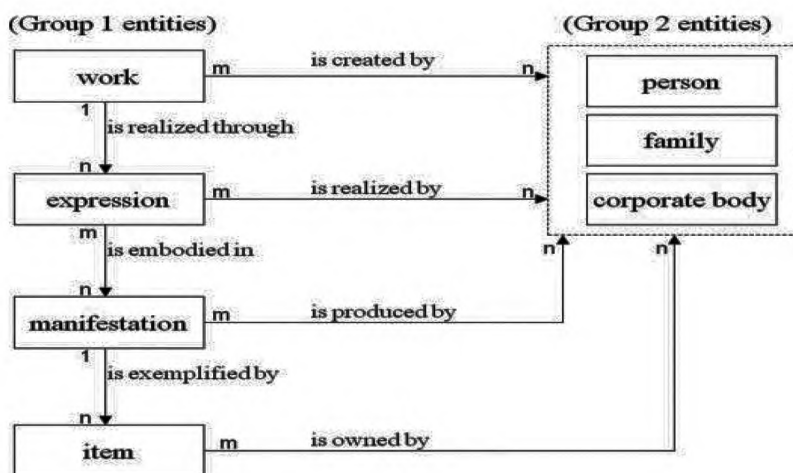 (Group 1 entities)
(Group 2 entities)
work
m
is created by
n
person
1
is realized through
family
n
expression
m
is realized by
n
corporate body
m
is embodied in
n
n
n
manifestation
m
is produced by
1
is exemplified by
n
item
m
is owned by